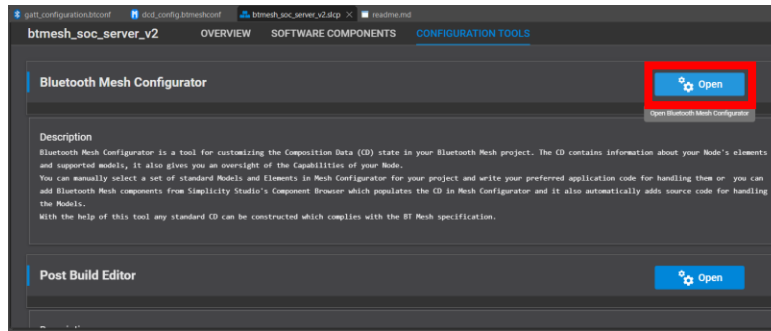 gatt_configuration.btconf dcd_config.btmeshconf btmesh_soc_server_v2.slcp readme.md
btmesh_soc_server_v2 OVERVIEW SOFTWARE COMPONENTS CONFIGURATION TOOLS
Bluetooth Mesh Configurator
Open
Open Bluetooth Mesh Configurator
Description
Bluetooth Mesh Configurator is a tool for customizing the Composition Data (CD) state in your Bluetooth Mesh project. The CD contains information about your Node's elements
and supported models, it also gives you an oversight of the Capabilities of your Node.
You can manually select a set of standard Models and Elements in Mesh Configurator for your project and write your preferred application code for handling them or you can
add Bluetooth Mesh components from Simplicity Studio's Component Browser which populates the CD in Mesh Configurator and it also automatically adds source code for handling
the Models.
With the help of this tool any standard CD can be constructed which complies with the BT Mesh specification.
Post Build Editor
Open